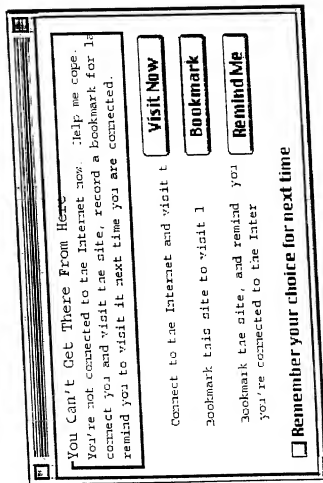 You Can't Get There From Here
You're not connected to the Internet now. Help me cope.
connect you and visit the site, record a bookmark for la
remind you to visit it next time you are connected.
Connect to the Internet and visit t
Visit Now
Bookmark this site to visit l
Bookmark
Bookmark the site, and remind you
you're connected to the Inter
Remind Me
Remember your choice for next time